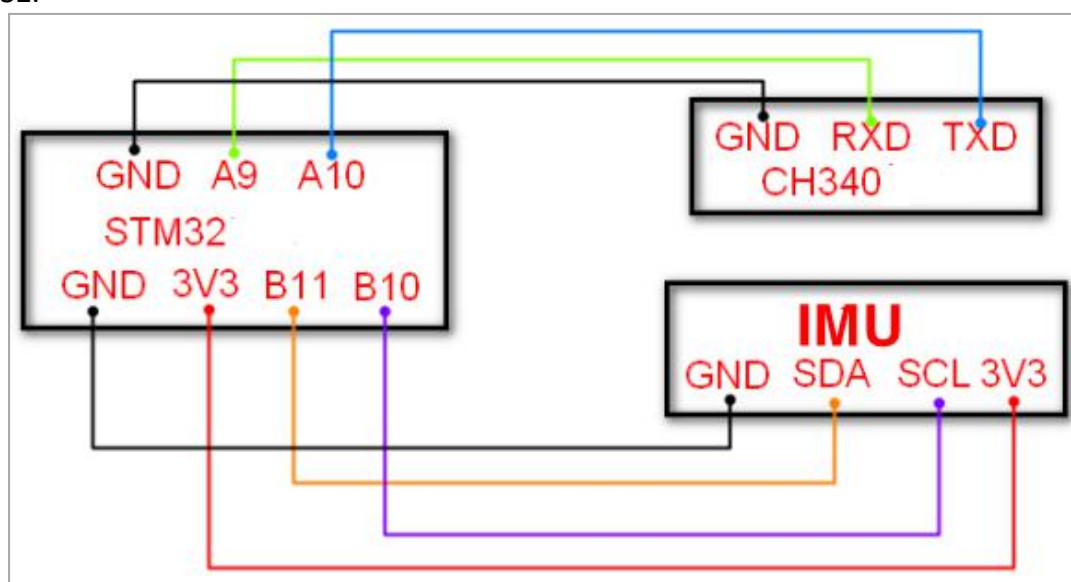 GND RXD TXD
CH340
GND A9 A10
STM32
GND 3V3 B11 B10
IMU
GND SDA SCL 3V3